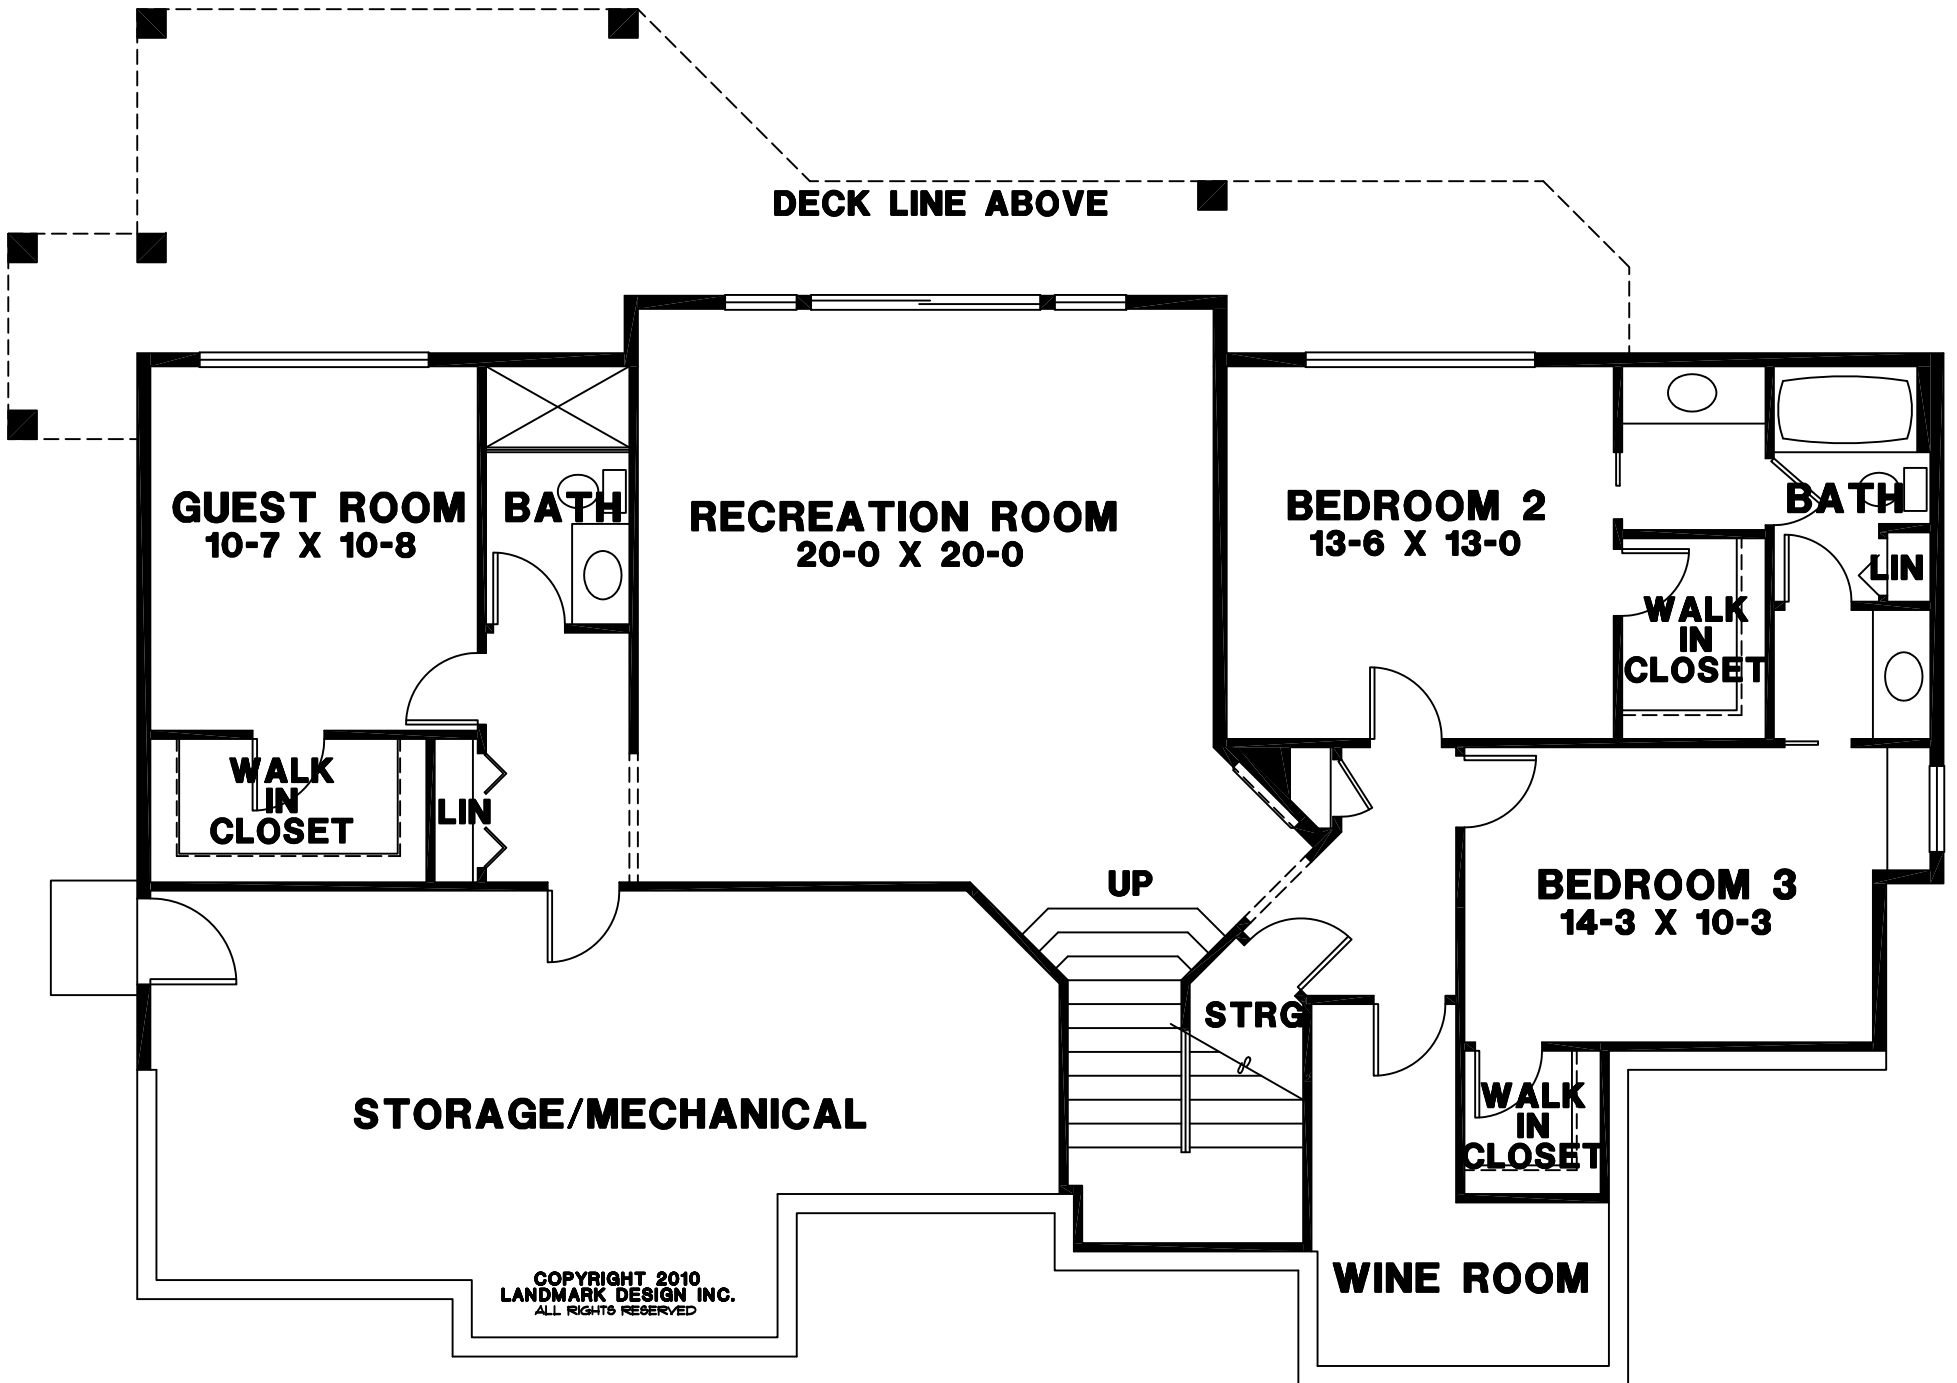 DECK LINE ABOVE
GUEST ROOM
10-7 X 10-8
BATH
RECREATION ROOM
20-0 X 20-0
BEDROOM 2
13-6 X 13-0
BATH
LIN
WALK
IN
CLOSET
WALK
IN
CLOSET
LIN
UP
BEDROOM 3
14-3 X 10-3
STRG
STORAGE/MECHANICAL
WALK
IN
CLOSET
WINE ROOM
COPYRIGHT 2010
LANDMARK DESIGN INC.
ALL RIGHTS RESERVED